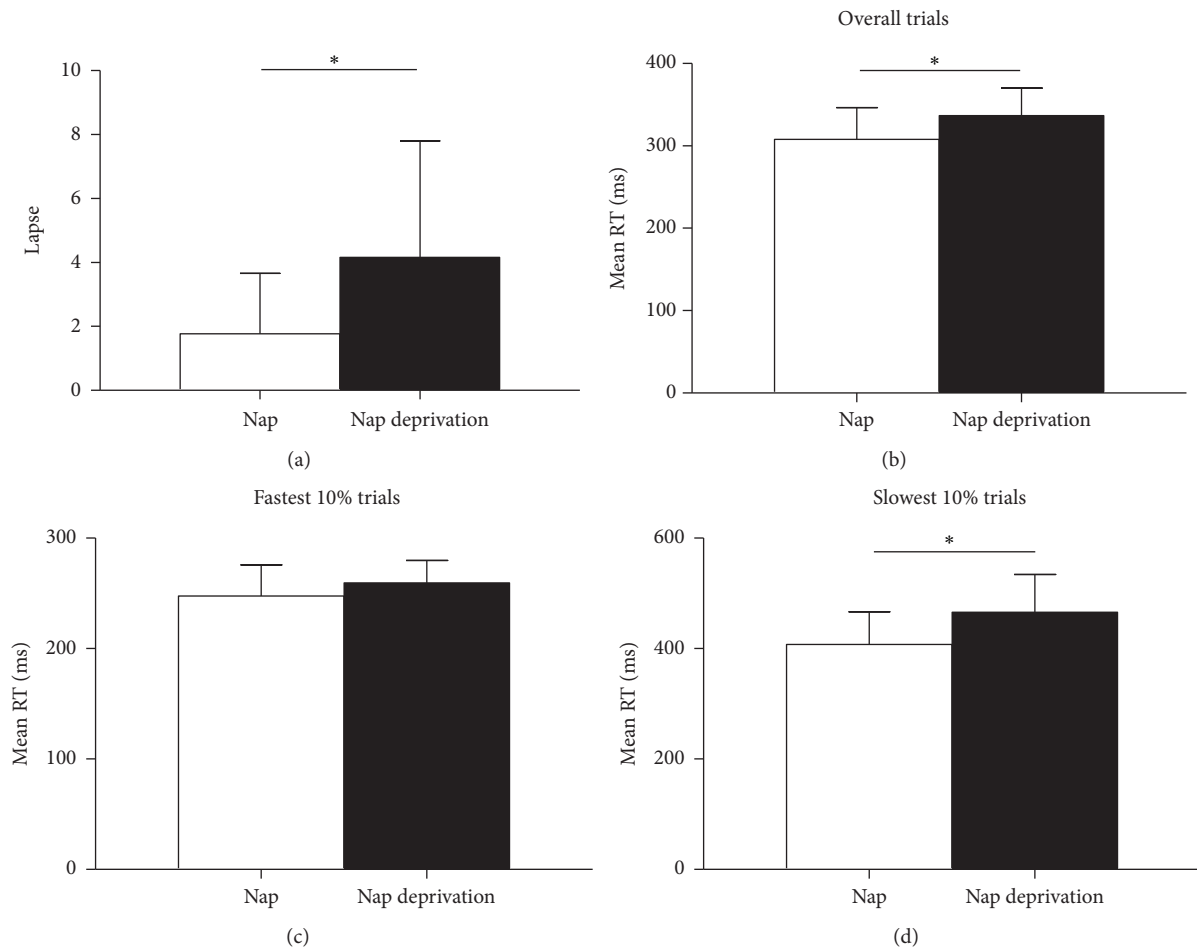 *
10
8
6
4
2
0
Lapse
Nap
Nap deprivation
(a)
Overall trials
*
400
300
200
100
0
Mean RT (ms)
Nap
Nap deprivation
(b)
Fastest 10% trials
300
200
100
0
Mean RT (ms)
Nap
Nap deprivation
(c)
Slowest 10% trials
*
600
400
200
0
Mean RT (ms)
Nap
Nap deprivation
(d)